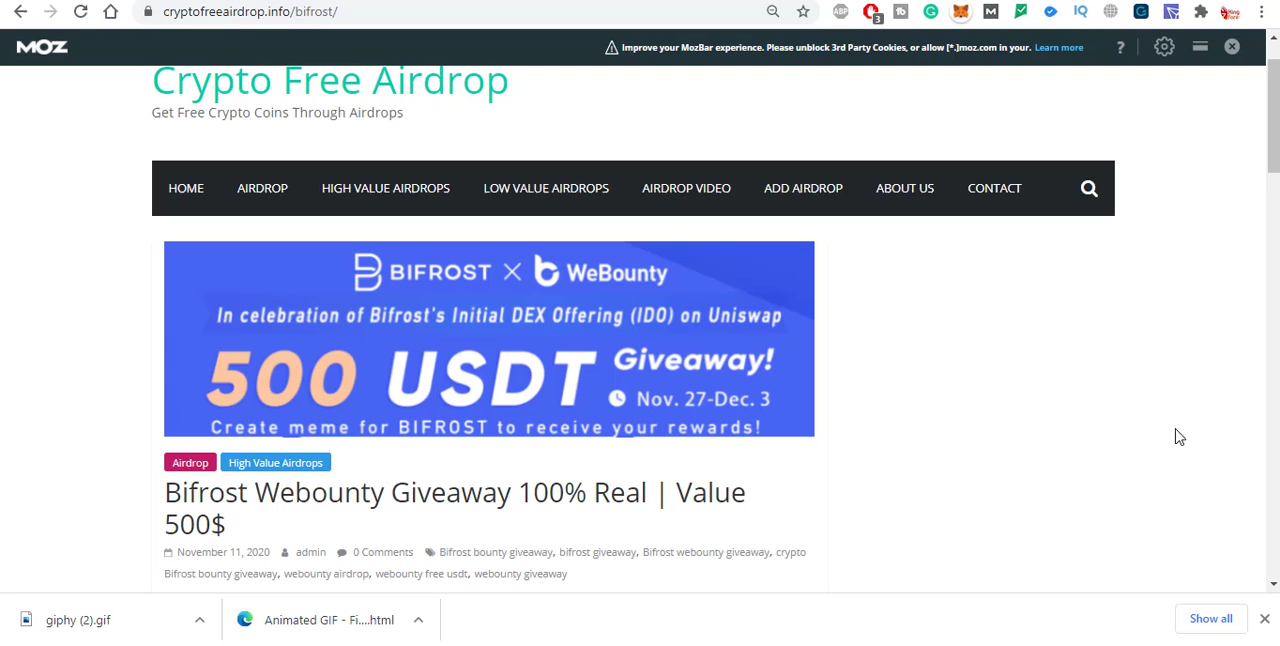 cryptofreeairdrop.info/bifrost/
ABP
3
M
IQ
MOZ
Improve your MozBar experience. Please unblock 3rd Party Cookies, or allow [*.]moz.com in your. Learn more
?
Crypto Free Airdrop
Get Free Crypto Coins Through Airdrops
HOME AIRDROP HIGH VALUE AIRDROPS LOW VALUE AIRDROPS AIRDROP VIDEO ADD AIRDROP ABOUT US CONTACT
BIFROST X WeBounty
In celebration of Bifrost's Initial DEX Offering (IDO) on Uniswap
500 USDT Giveaway!
Nov. 27-Dec. 3
Create meme for BIFROST to receive your rewards!
Airdrop High Value Airdrops
Bifrost Webounty Giveaway 100% Real | Value
500$
November 11, 2020 admin 0 Comments Bifrost bounty giveaway, bifrost giveaway, Bifrost webounty giveaway, crypto
Bifrost bounty giveaway, webounty airdrop, webounty free usdt, webounty giveaway
giphy (2).gif Animated GIF - Fi....html Show all